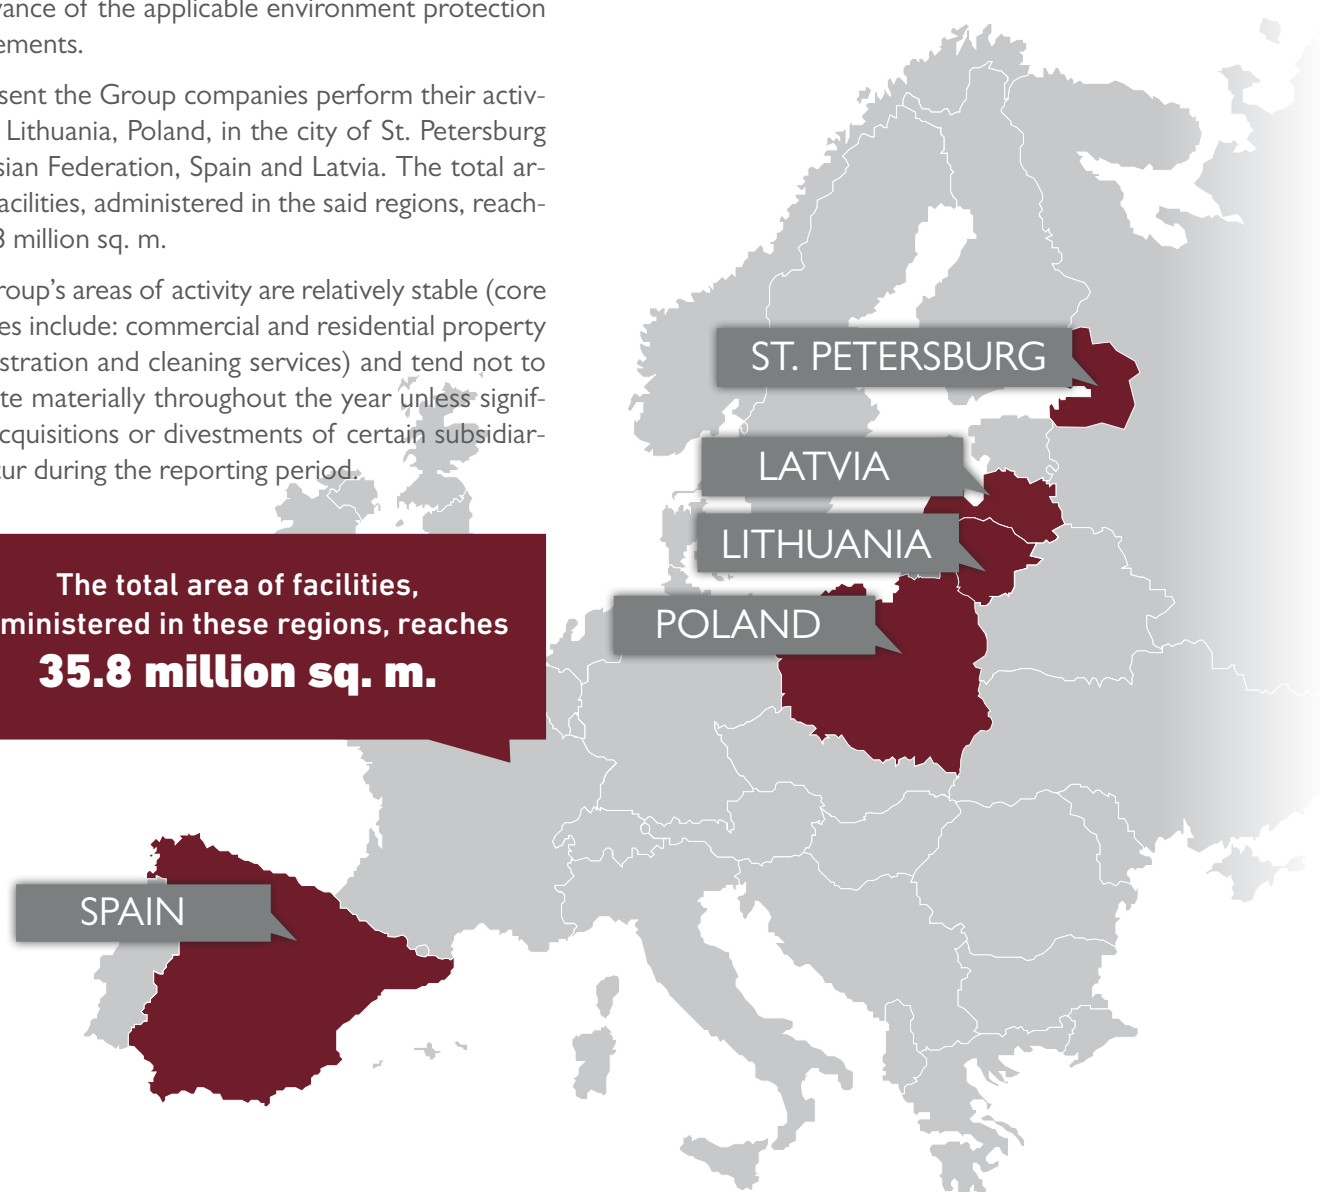 vance of the applicable environment protection
ements.
sent the Group companies perform their activ-
Lithuania, Poland, in the city of St. Petersburg
sian Federation, Spain and Latvia. The total ar-
acilities, administered in the said regions, reach-
8 million sq. m.
roup’s areas of activity are relatively stable (core
es include: commercial and residential property
stration and cleaning services) and tend not to
te materially throughout the year unless signif-
cquisitions or divestments of certain subsidiar-
ur during the reporting period.
The total area of facilities,
ministered in these regions, reaches
35.8 million sq. m.
ST. PETERSBURG
LATVIA
LITHUANIA
POLAND
SPAIN